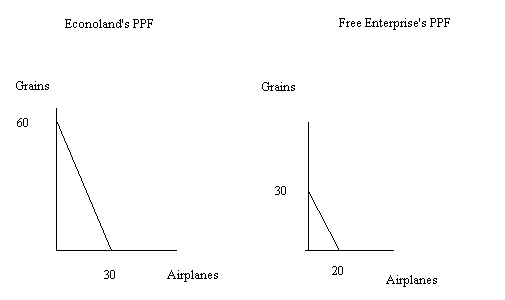 Econoland's PPF
Free Enterprise's PPF
Grains
60
30
Airplanes
Grains
30
20
Airplanes